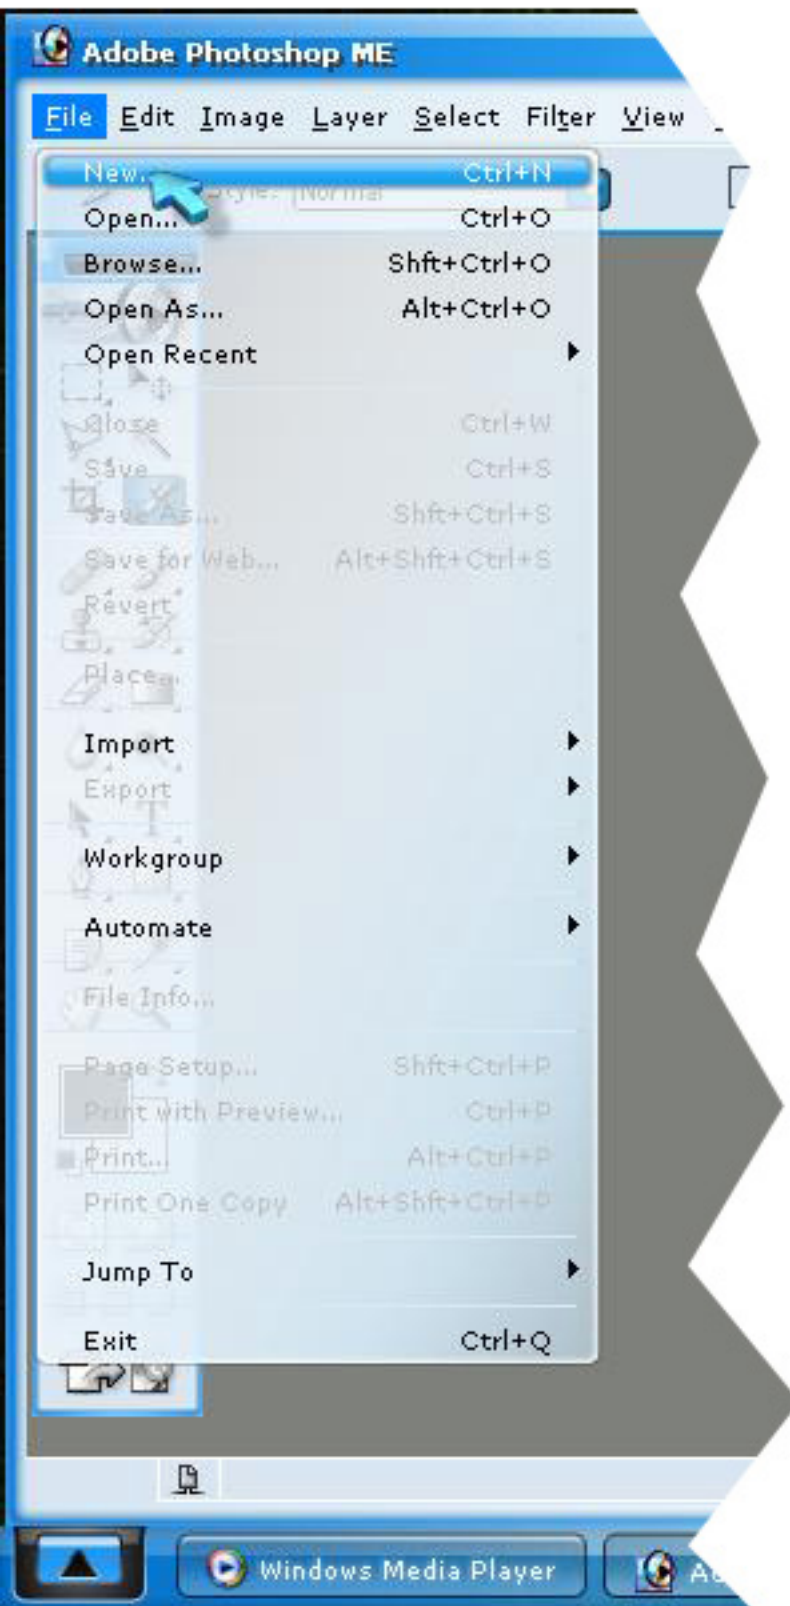 Adobe Photoshop ME
File Edit Image Layer Select Filter View
New... Ctrl+N
Style: Normal
Open... Ctrl+O
Browse... Shft+Ctrl+O
Open As... Alt+Ctrl+O
Open Recent
Close Ctrl+W
Save Ctrl+S
Save As... Shft+Ctrl+S
Save for Web... Alt+Shft+Ctrl+S
Revert
Place...
Import
Export
Workgroup
Automate
File Info...
Page Setup... Shft+Ctrl+P
Print with Preview... Ctrl+P
Print... Alt+Ctrl+P
Print One Copy Alt+Shft+Ctrl+P
Jump To
Exit Ctrl+Q
Windows Media Player